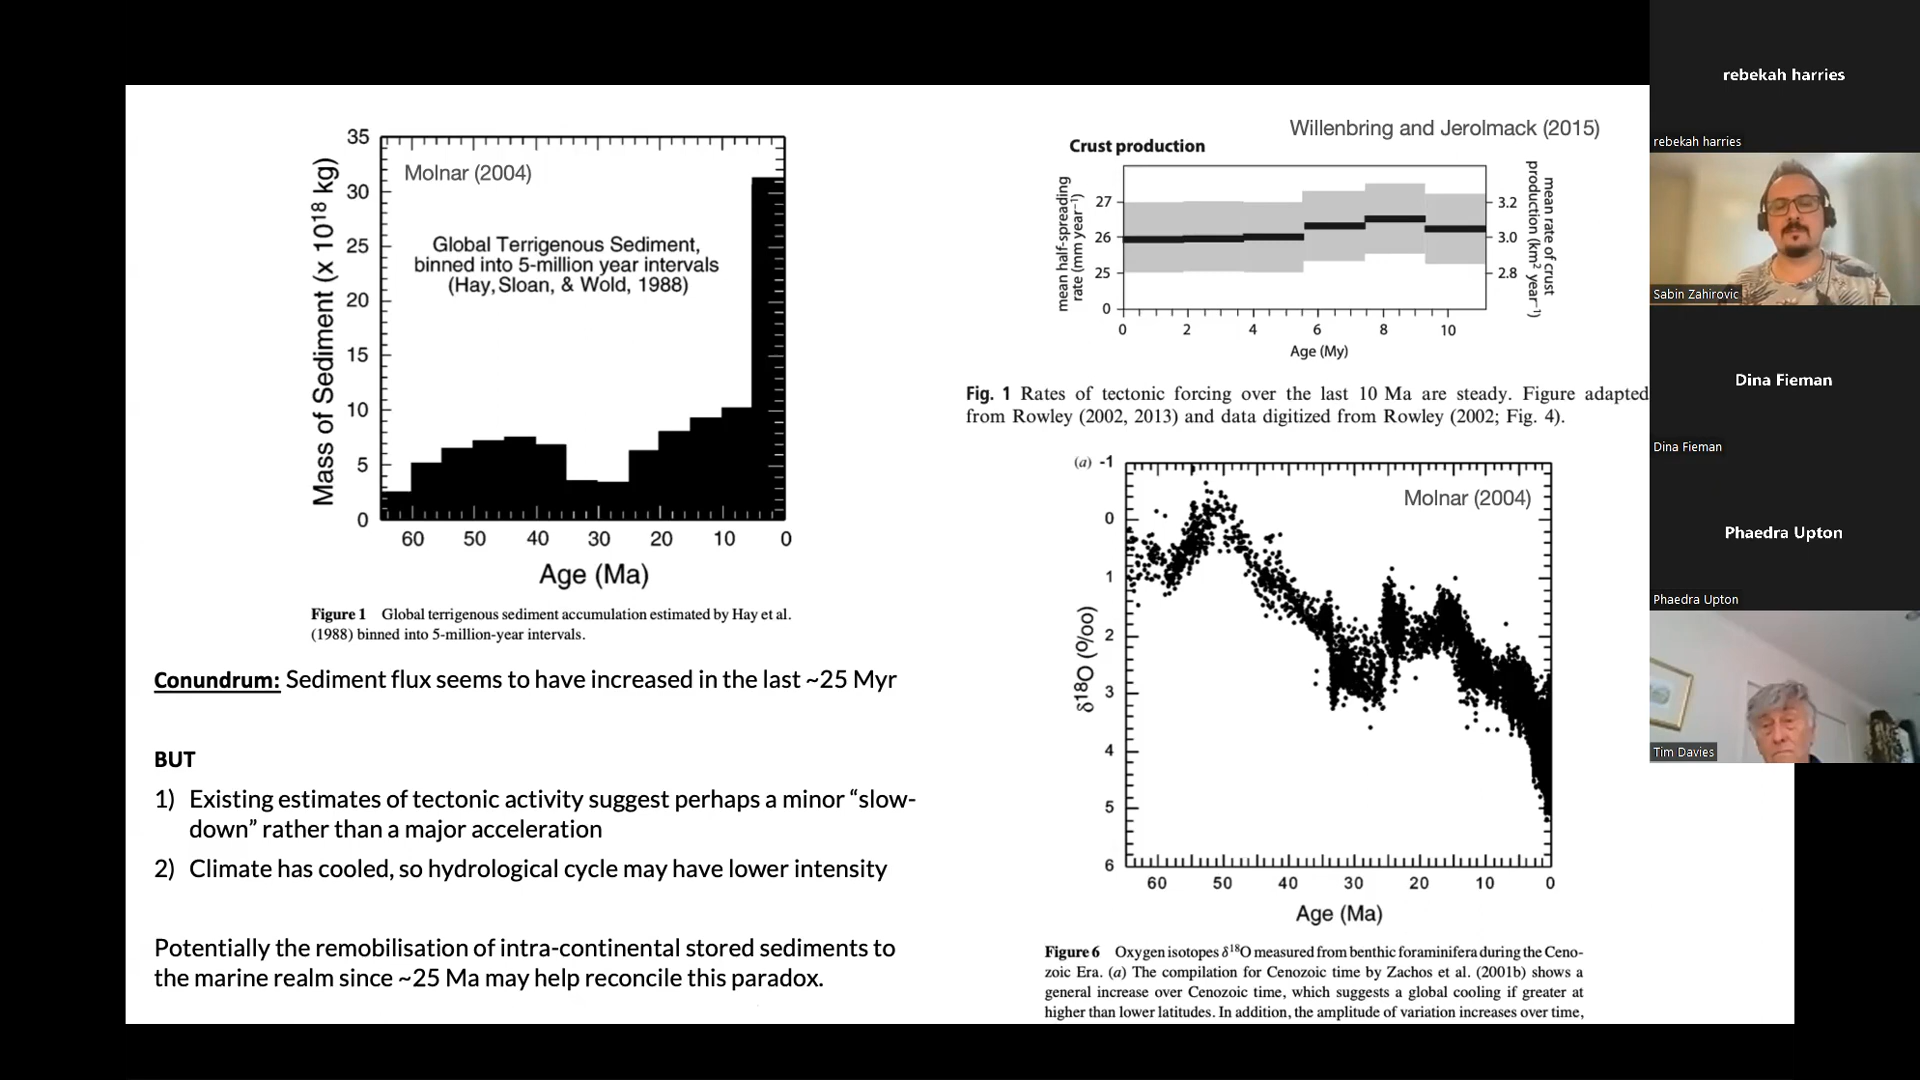 35
30
25
20
15
10
5
0
Mass of Sediment (x 10¹⁸ kg)
Molnar (2004)
Global Terrigenous Sediment,
binned into 5-million year intervals
(Hay, Sloan, & Wold, 1988)
60 50 40 30 20 10 0
Age (Ma)
Figure 1 Global terrigenous sediment accumulation estimated by Hay et al.
(1988) binned into 5-million-year intervals.
Conundrum: Sediment flux seems to have increased in the last ~25 Myr
BUT
1) Existing estimates of tectonic activity suggest perhaps a minor “slow-
down” rather than a major acceleration
2) Climate has cooled, so hydrological cycle may have lower intensity
Potentially the remobilisation of intra-continental stored sediments to
the marine realm since ~25 Ma may help reconcile this paradox.
Willenbring and Jerolmack (2015)
Crust production
mean half-spreading
rate (mm year⁻¹)
27
26
25
0
3.2
3.0
2.8
mean rate of crust
production (km² year⁻¹)
0 2 4 6 8 10
Age (My)
Fig. 1 Rates of tectonic forcing over the last 10 Ma are steady. Figure adapted
from Rowley (2002, 2013) and data digitized from Rowley (2002; Fig. 4).
(a) -1
0
1
2
3
4
5
6
δ¹⁸O (%oo)
Molnar (2004)
60 50 40 30 20 10 0
Age (Ma)
Figure 6 Oxygen isotopes δ¹⁸O measured from benthic foraminifera during the Ceno-
zoic Era. (a) The compilation for Cenozoic time by Zachos et al. (2001b) shows a
general increase over Cenozoic time, which suggests a global cooling if greater at
higher than lower latitudes. In addition, the amplitude of variation increases over time,
rebekah harries
rebekah harries
Sabin Zahirovic
Dina Fieman
Dina Fieman
Phaedra Upton
Phaedra Upton
Tim Davies